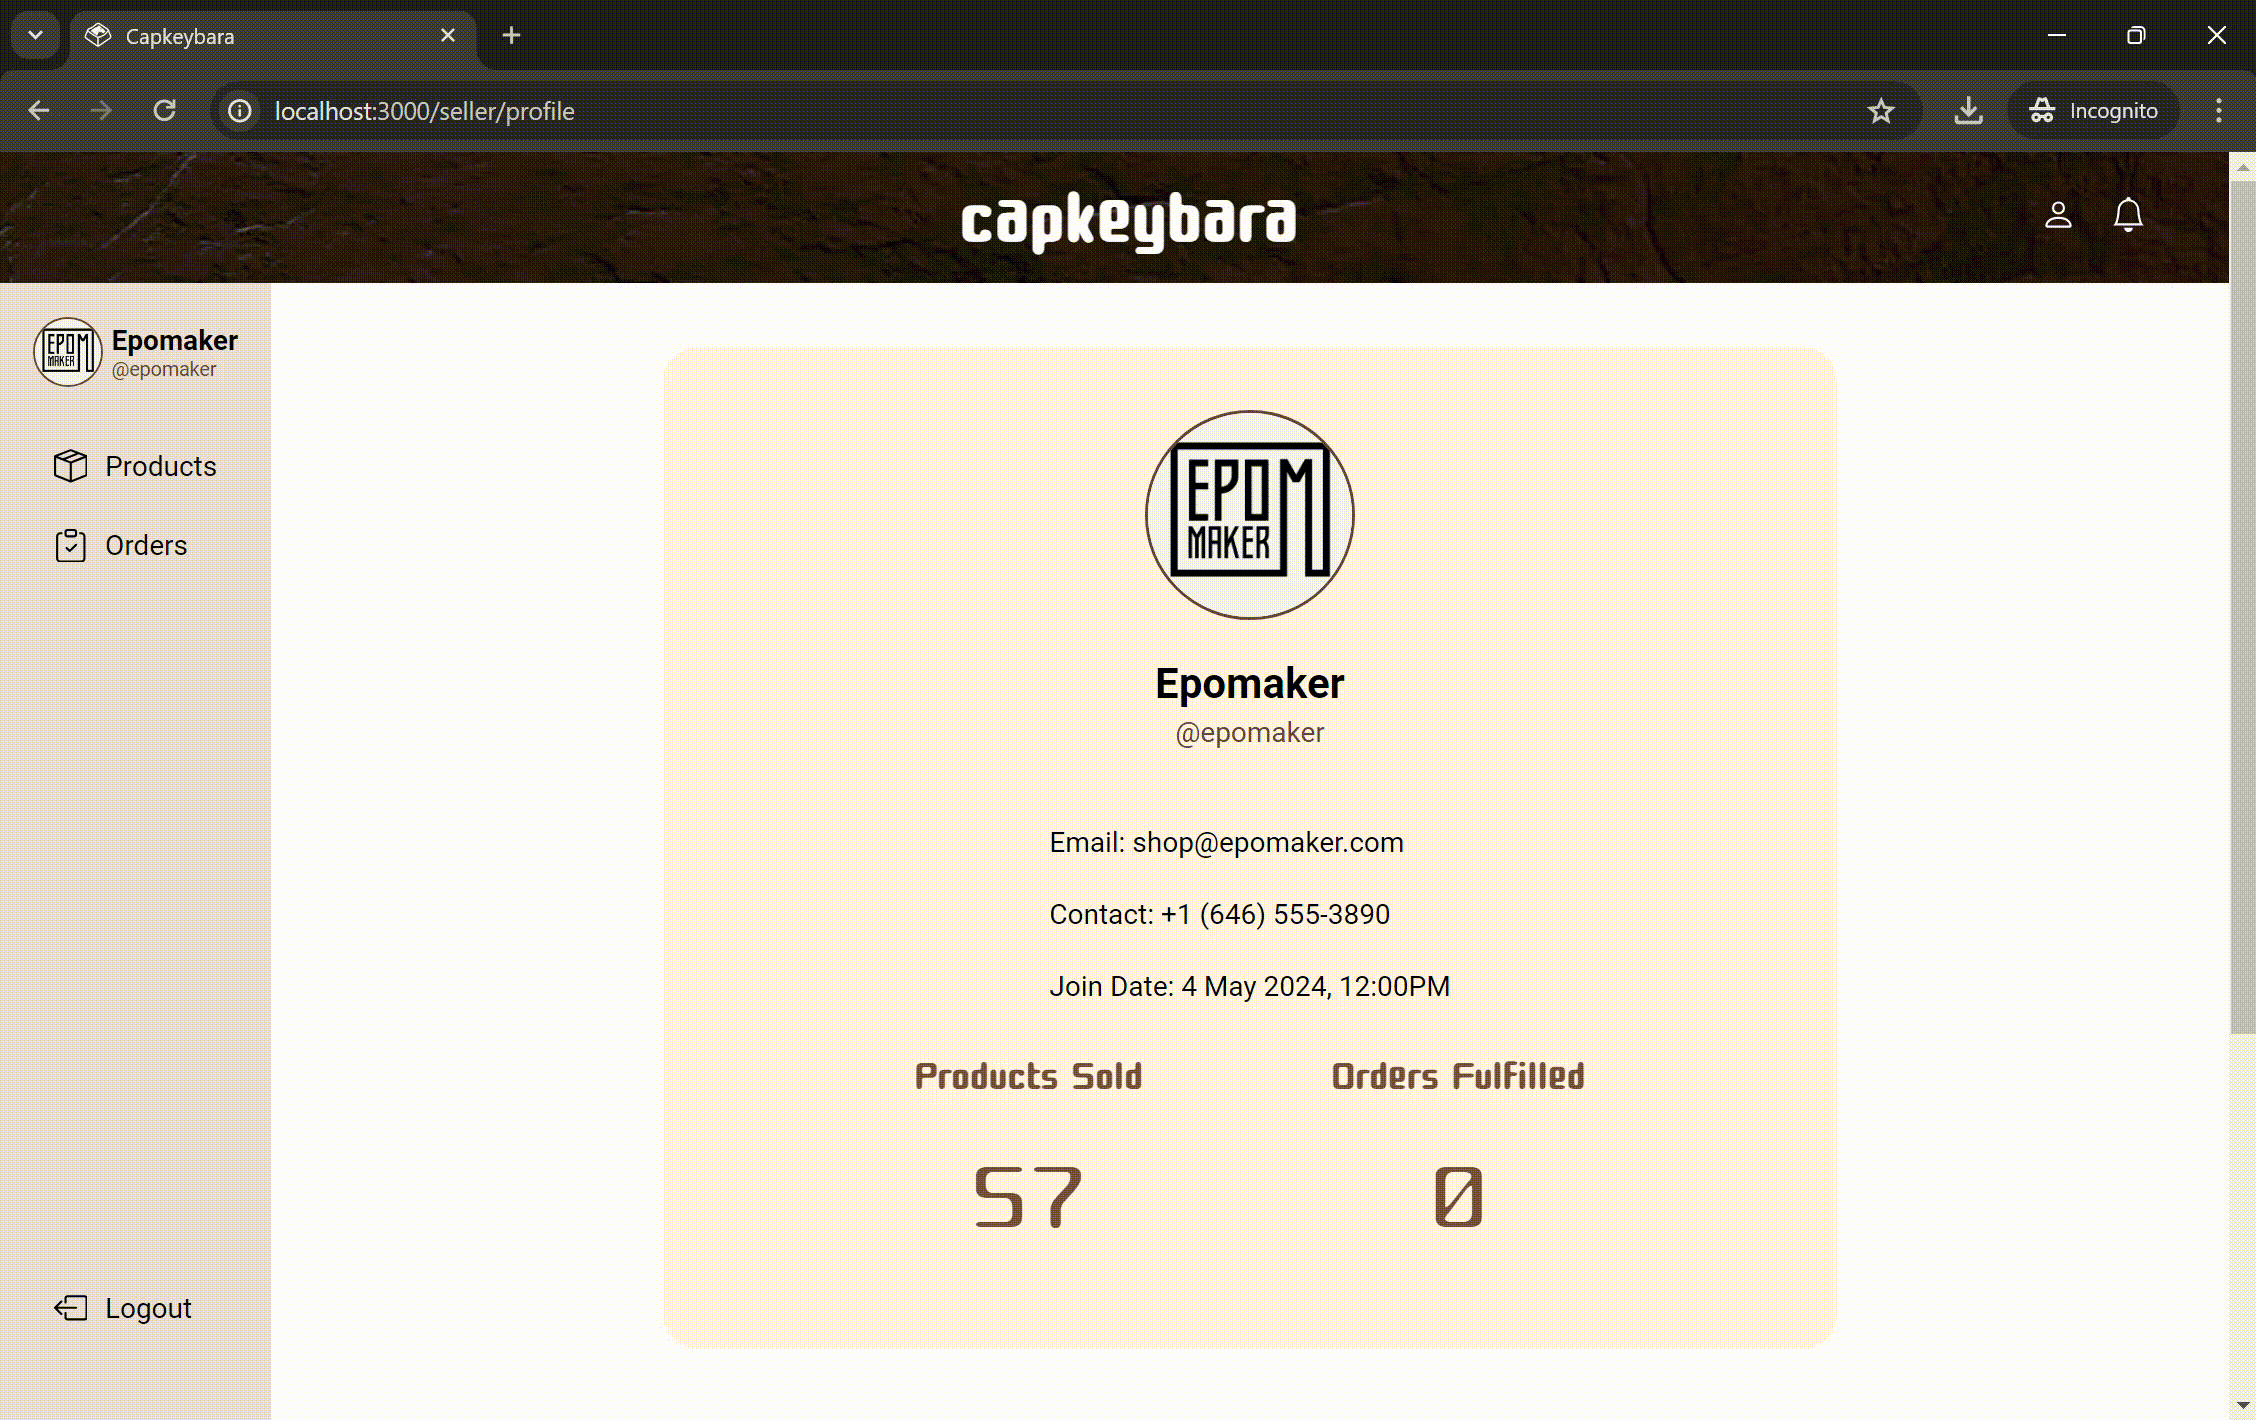 Capkeybara
localhost:3000/seller/profile
Incognito
capkeybara
EPOM
MAKER
Epomaker
@epomaker
Products
Orders
Logout
EPOM
MAKER
Epomaker
@epomaker
Email: shop@epomaker.com
Contact: +1 (646) 555-3890
Join Date: 4 May 2024, 12:00PM
Products Sold
Orders Fulfilled
57
0